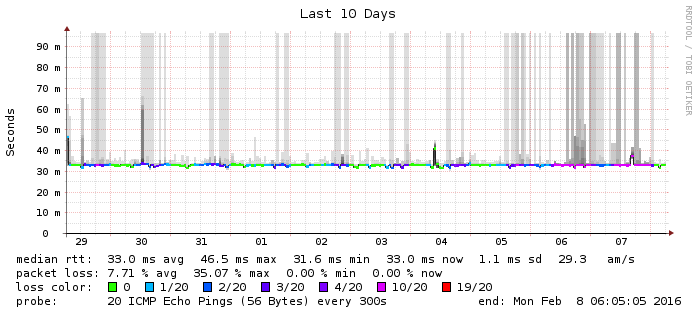 Last 10 Days
RRDTOOL / TOBI OETIKER
Seconds
90 m
80 m
70 m
60 m
50 m
40 m
30 m
20 m
10 m
0
29 30 31 01 02 03 04 05 06 07
median rtt: 33.0 ms avg 46.5 ms max 31.6 ms min 33.0 ms now 1.1 ms sd 29.3 am/s
packet loss: 7.71 % avg 35.07 % max 0.00 % min 0.00 % now
loss color: 0 1/20 2/20 3/20 4/20 10/20 19/20
probe: 20 ICMP Echo Pings (56 Bytes) every 300s end: Mon Feb 8 06:05:05 2016